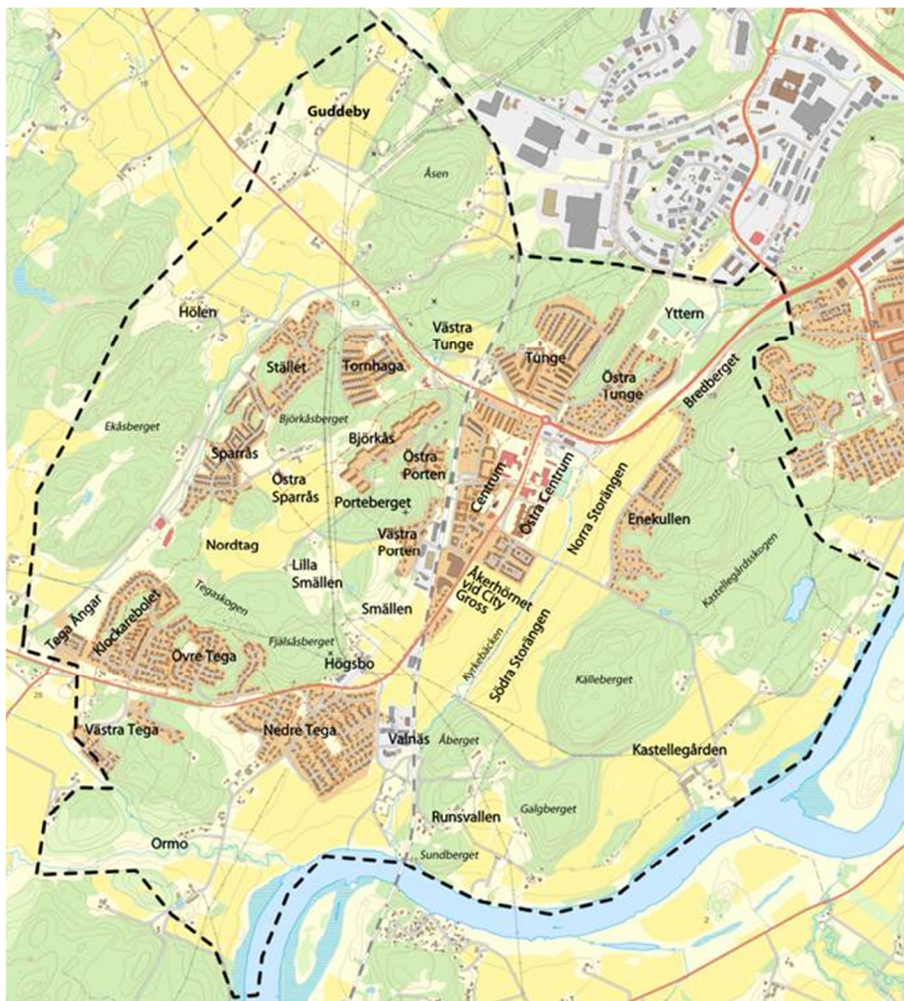 Guddeby
Åsen
Hölen
Västra
Tunge
Yttern
Tunge
Stället
Tornhaga
Östra
Tunge
Bredberget
Ekåsberget
Björkåsberget
Björkås
Sparrås
Östra
Porten
Östra
Sparrås
Porteberget
Centrum
Östra Centrum
Norra Storängen
Enekullen
Västra
Porten
Nordtag
Lilla
Smällen
Smällen
Åkerhörnet
vid City
Gross
Kastellegårdsskogen
Tega Ängar
Klockarebolet
Tegaskogen
Övre Tega
Fjälsåsberget
Högsbo
Kyrkebäcken
Södra Storängen
Källeberget
Västra Tega
Nedre Tega
Valnäs
Åberget
Kastellegården
Runsvallen
Galgberget
Ormo
Sundberget